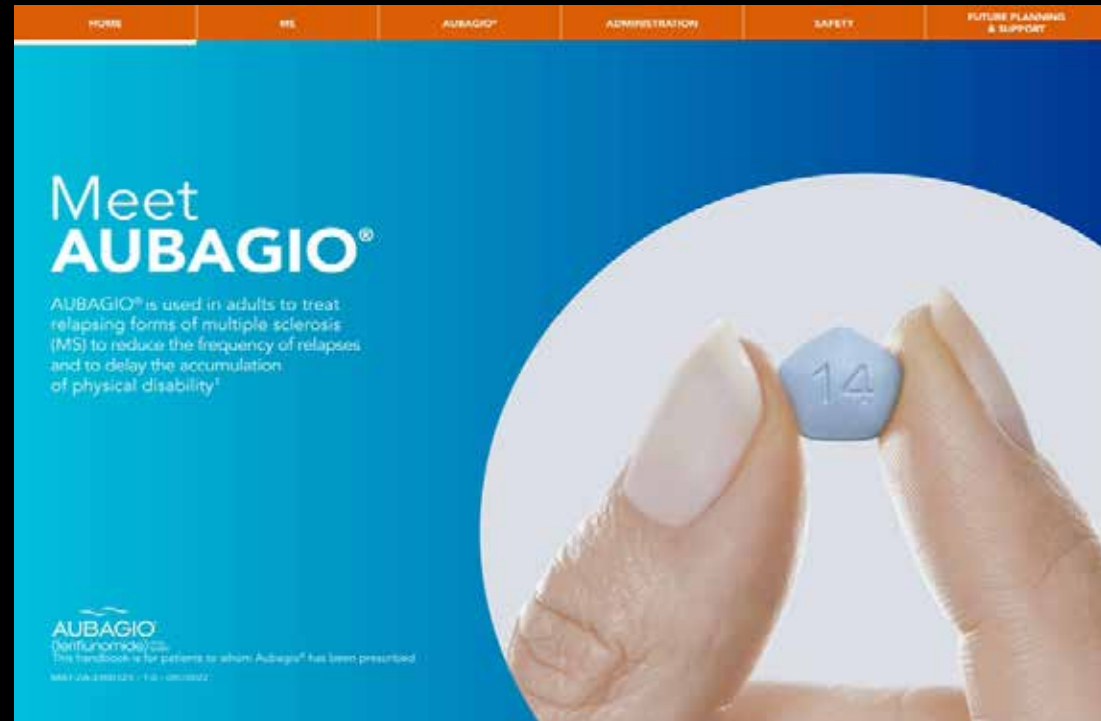 HOME
MS
AUBAGIO®
ADMINISTRATION
SAFETY
FUTURE PLANNING
& SUPPORT
Meet
AUBAGIO®
AUBAGIO® is used in adults to treat
relapsing forms of multiple sclerosis
(MS) to reduce the frequency of relapses
and to delay the accumulation
of physical disability¹
14
AUBAGIO®
(teriflunomide)
This handbook is for patients to whom Aubagio® has been prescribed